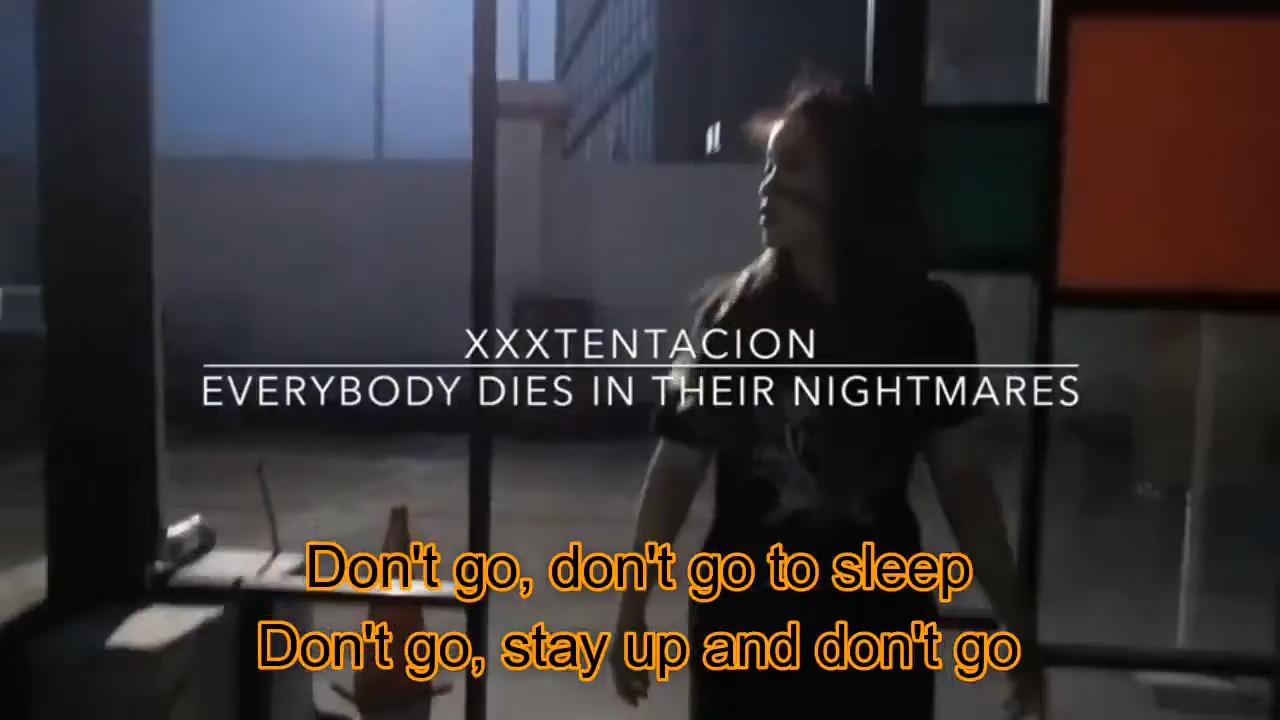 XXXTENTACION
EVERYBODY DIES IN THEIR NIGHTMARES
Don't go, don't go to sleep
Don't go, stay up and don't go